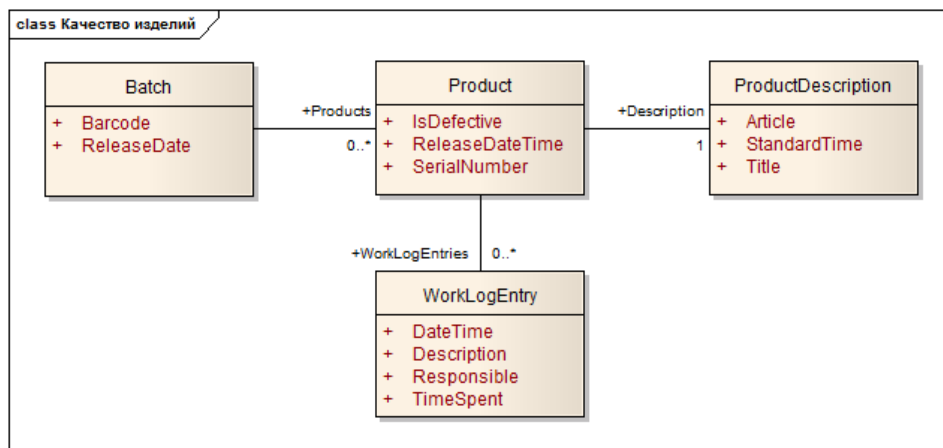 class Качество изделий
Batch
+ Barcode
+ ReleaseDate
+Products
0..*
Product
+ IsDefective
+ ReleaseDateTime
+ SerialNumber
+Description
1
ProductDescription
+ Article
+ StandardTime
+ Title
+WorkLogEntries
0..*
WorkLogEntry
+ DateTime
+ Description
+ Responsible
+ TimeSpent